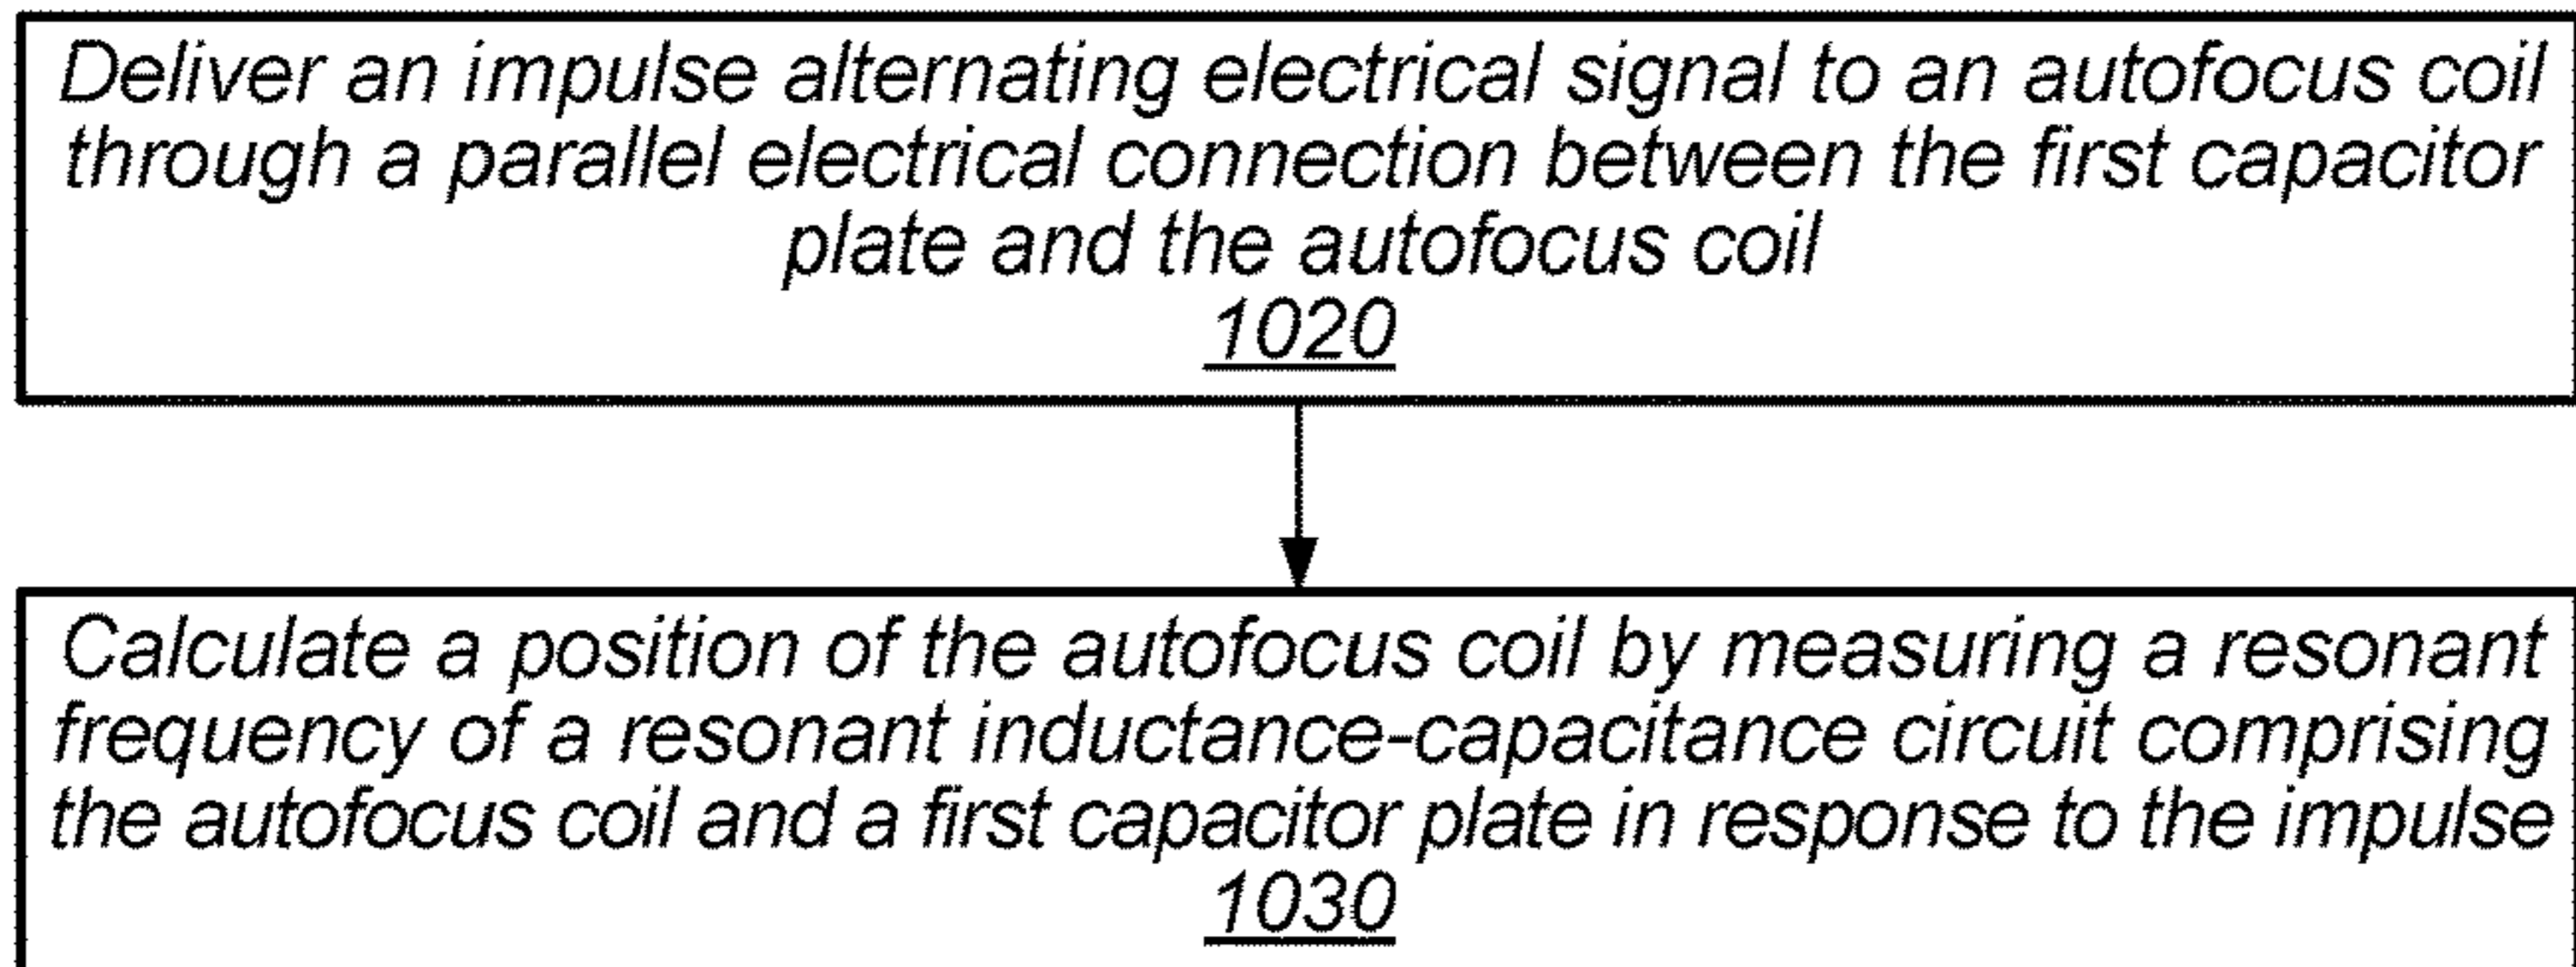 Deliver an impulse alternating electrical signal to an autofocus coil
through a parallel electrical connection between the first capacitor
plate and the autofocus coil
1020
Calculate a position of the autofocus coil by measuring a resonant
frequency of a resonant inductance-capacitance circuit comprising
the autofocus coil and a first capacitor plate in response to the impulse
1030